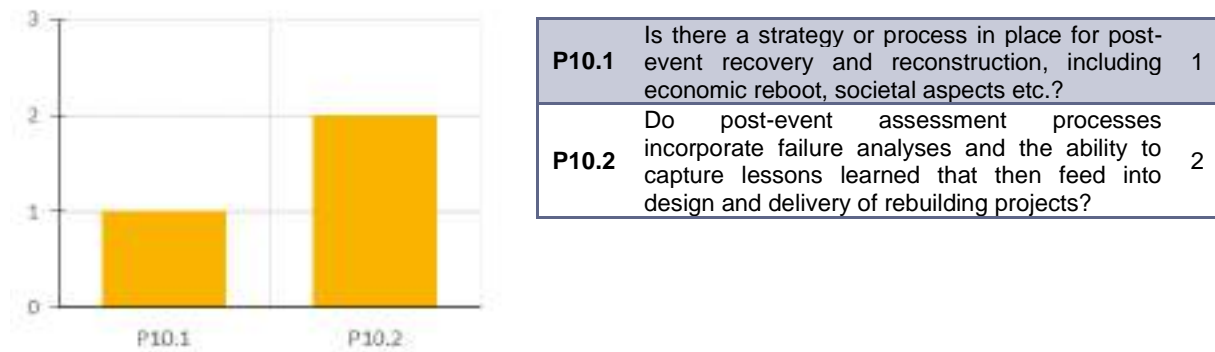 3
2
1
0
P10.1
P10.2
Is there a strategy or process in place for post-
P10.1 event recovery and reconstruction, including 1
economic reboot, societal aspects etc.?
Do post-event assessment processes
P10.2 incorporate failure analyses and the ability to 2
capture lessons learned that then feed into
design and delivery of rebuilding projects?